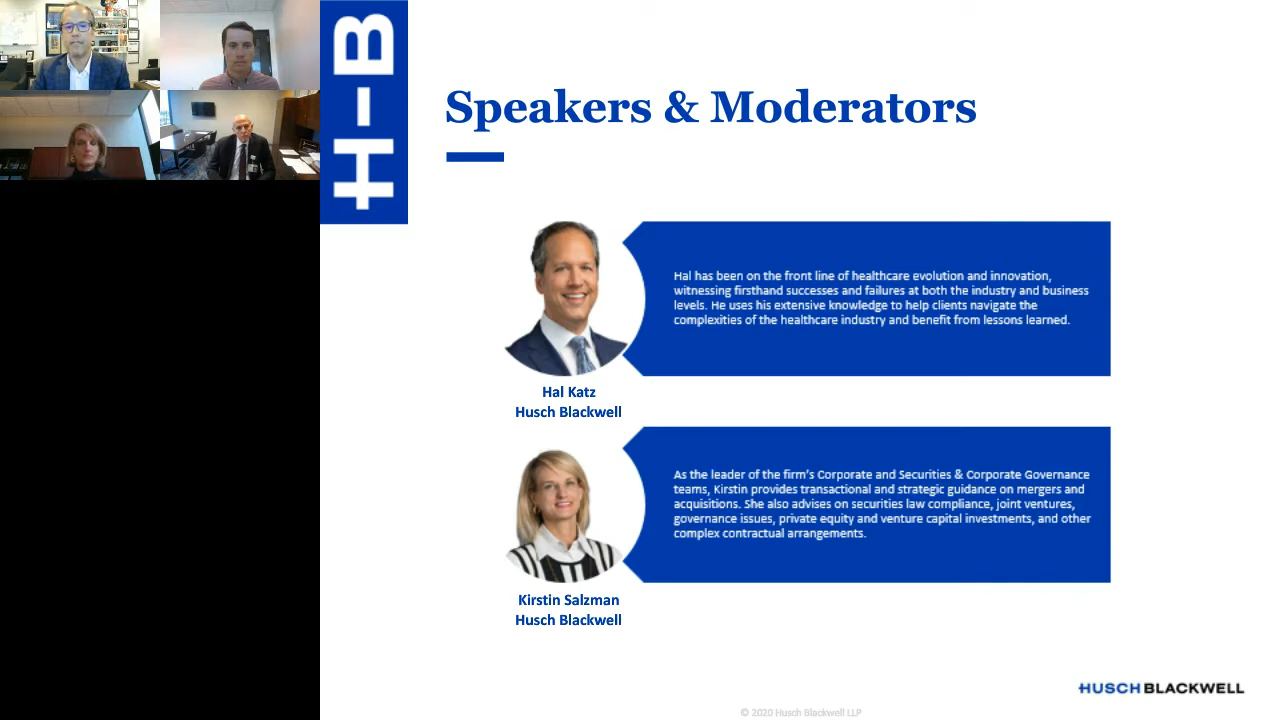 H-B
Speakers & Moderators
Hal has been on the front line of healthcare evolution and innovation,
witnessing firsthand successes and failures at both the industry and business
levels. He uses his extensive knowledge to help clients navigate the
complexities of the healthcare industry and benefit from lessons learned.
Hal Katz
Husch Blackwell
As the leader of the firm's Corporate and Securities & Corporate Governance
teams, Kirstin provides transactional and strategic guidance on mergers and
acquisitions. She also advises on securities law compliance, joint ventures,
governance issues, private equity and venture capital investments, and other
complex contractual arrangements.
Kirstin Salzman
Husch Blackwell
HUSCH BLACKWELL
© 2020 Husch Blackwell LLP